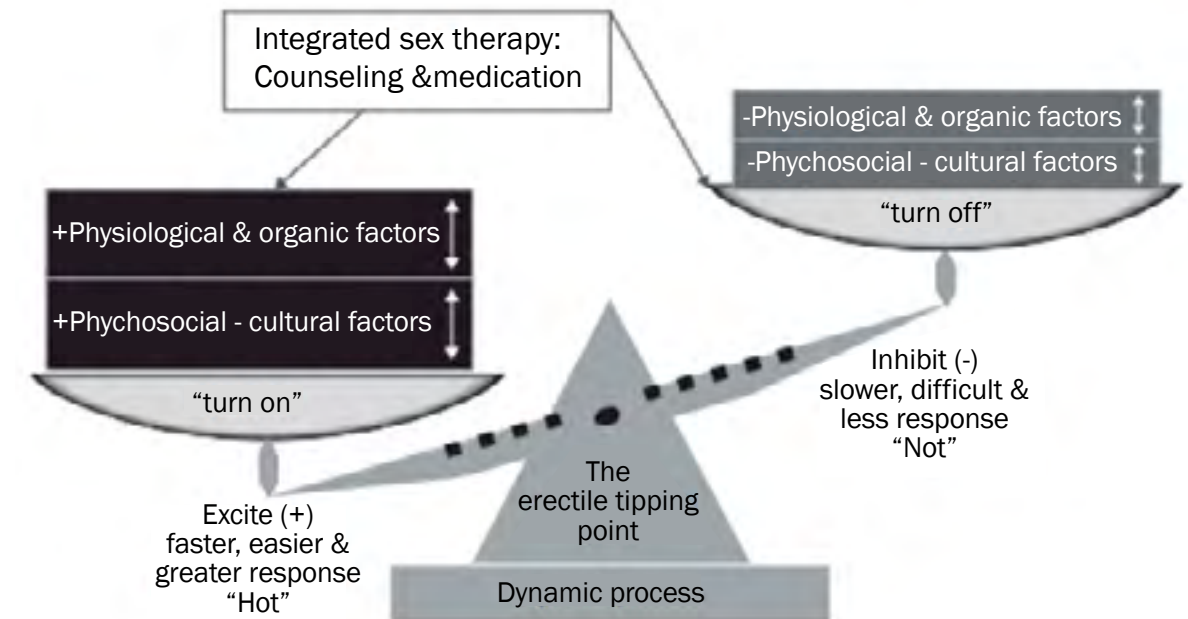 Integrated sex therapy:
Counseling &medication
-Physiological & organic factors
-Phychosocial - cultural factors
"turn off"
+Physiological & organic factors
+Phychosocial - cultural factors
"turn on"
Inhibit (-)
slower, difficult &
less response
"Not"
The
erectile tipping
point
Excite (+)
faster, easier &
greater response
"Hot"
Dynamic process